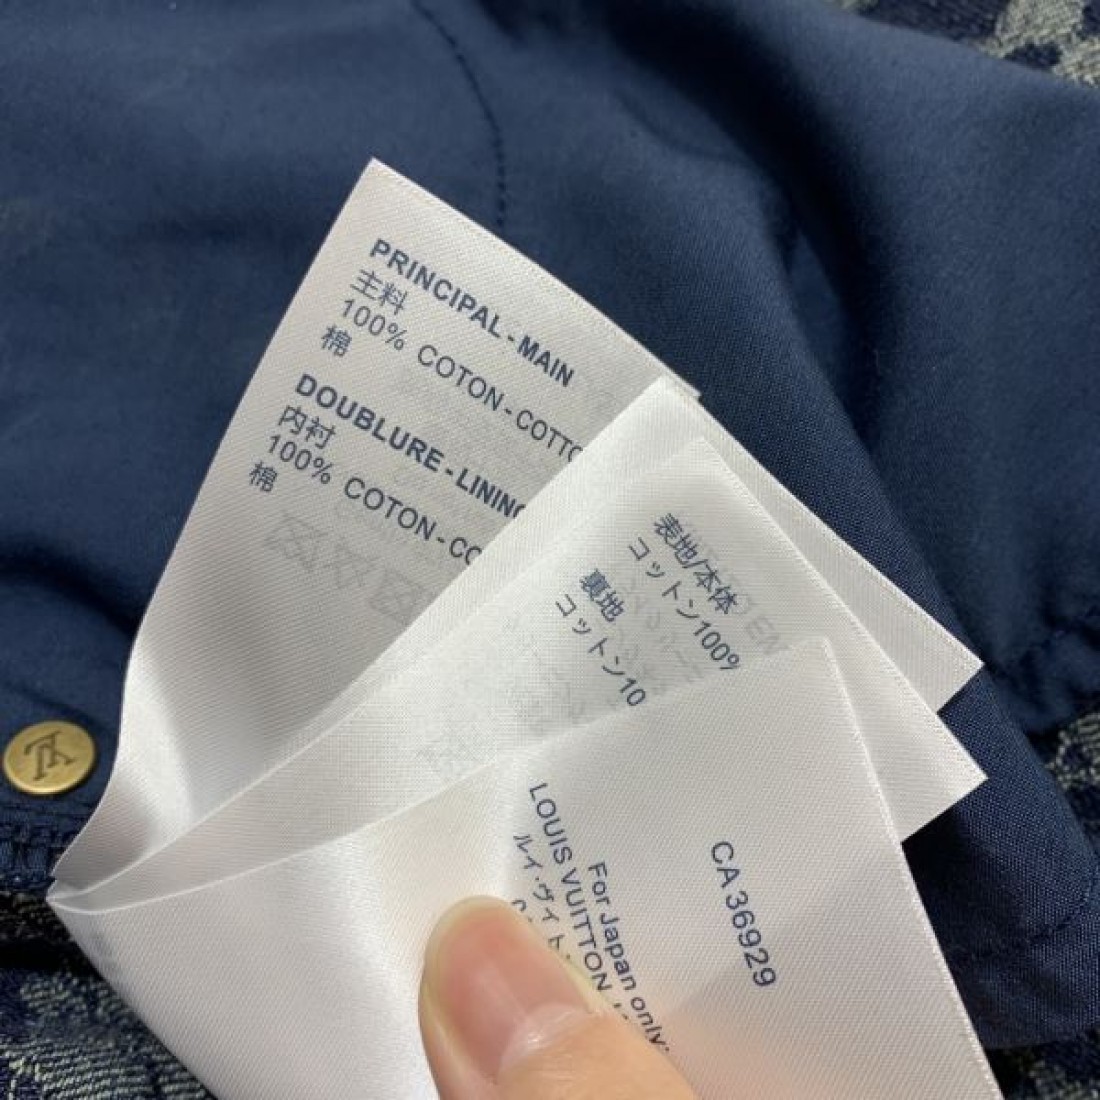 PRINCIPAL - MAIN
主料
100% COTON - COTTO
棉
DOUBLURE - LINING
内衬
100% COTON - CO
棉
表地/本体
コットン100%
裏地
コットン10
CA36929
For Japan only:
LOUIS VUITTON
ルイ・ヴィト
LV